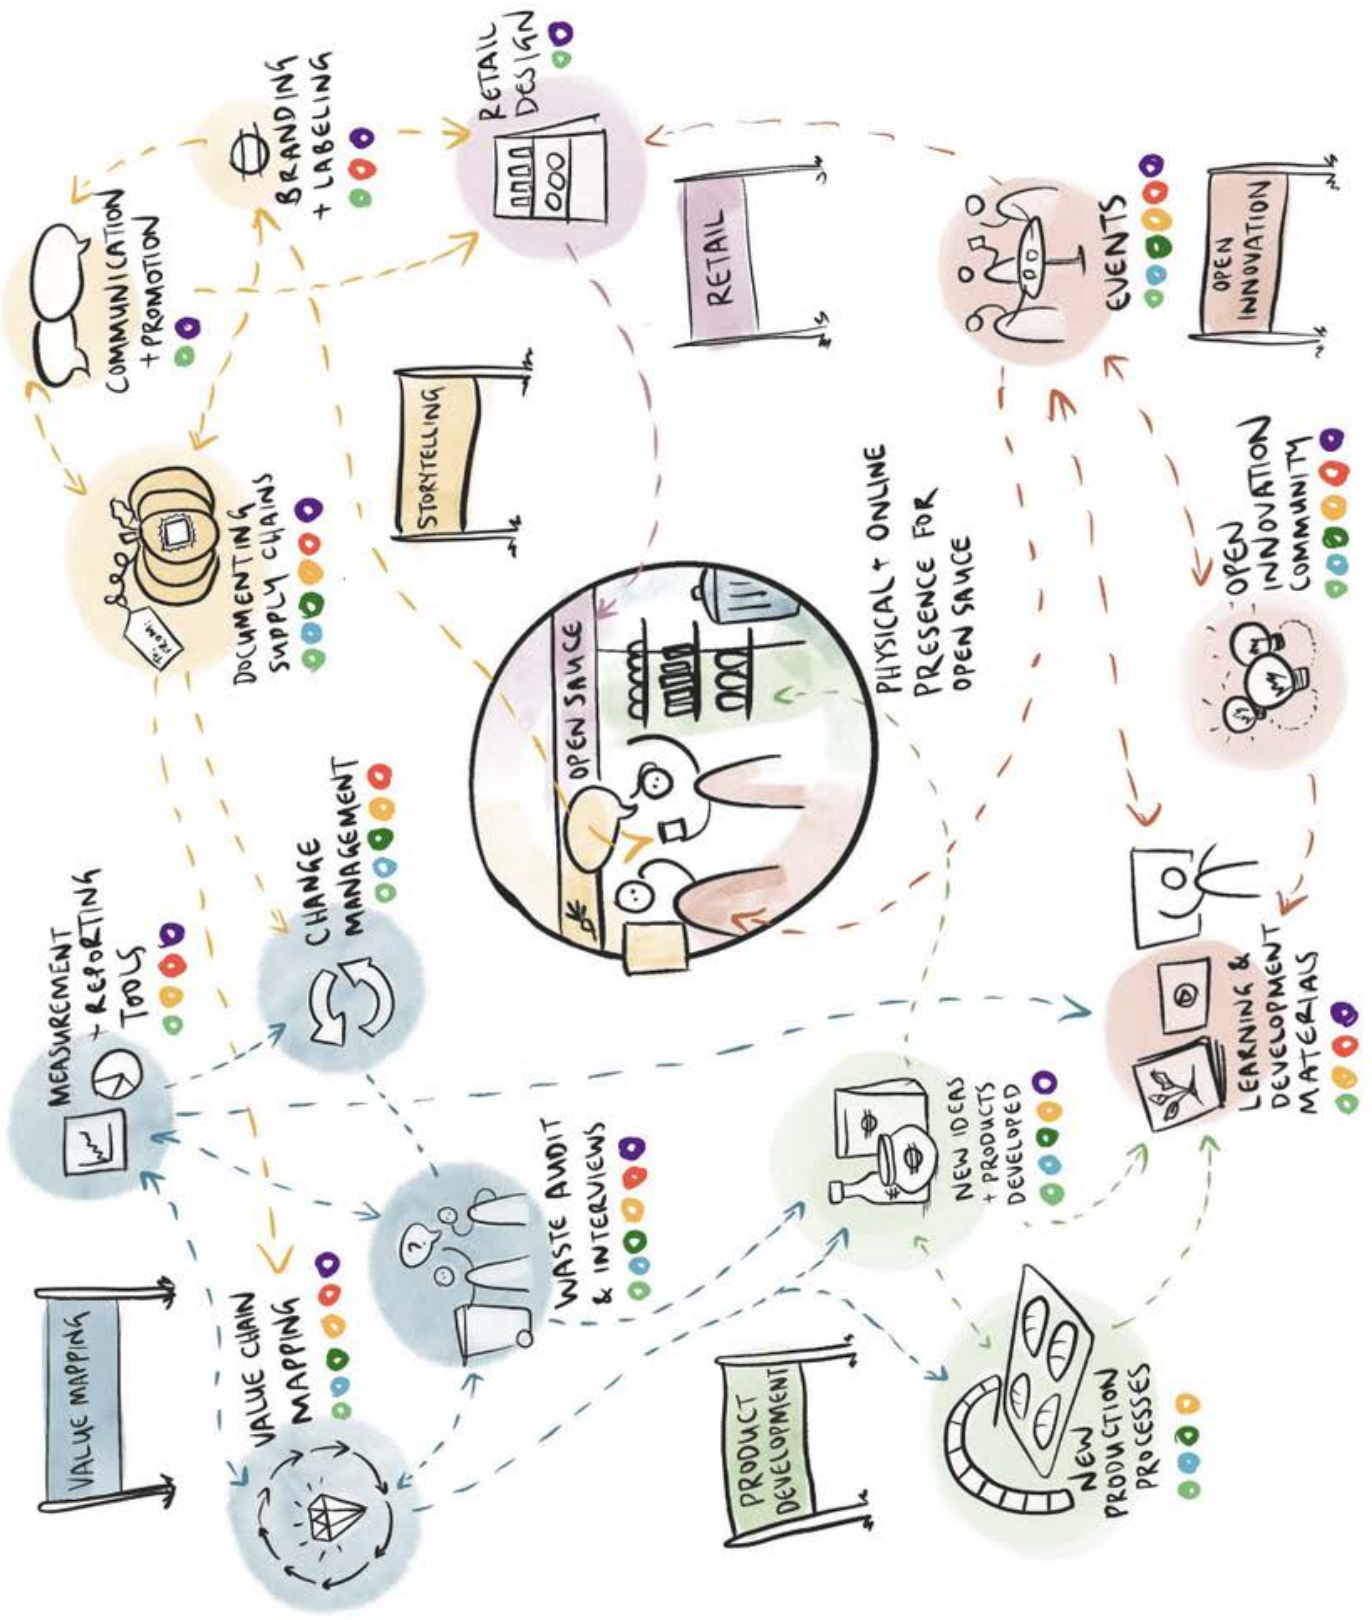 VALUE MAPPING
MEASUREMENT
+ REPORTING
TOOLS
DOCUMENTING
SUPPLY CHAINS
TO:
FROM:
COMMUNICATION
+ PROMOTION
VALUE CHAIN
MAPPING
CHANGE
MANAGEMENT
BRANDING
+ LABELING
STORYTELLING
?
WASTE AUDIT
& INTERVIEWS
OPEN SAUCE
RETAIL
DESIGN
RETAIL
PRODUCT
DEVELOPMENT
NEW IDEAS
+ PRODUCTS
DEVELOPED
PHYSICAL + ONLINE
PRESENCE FOR
OPEN SAUCE
NEW
PRODUCTION
PROCESSES
EVENTS
LEARNING &
DEVELOPMENT
MATERIALS
OPEN
INNOVATION
COMMUNITY
OPEN
INNOVATION